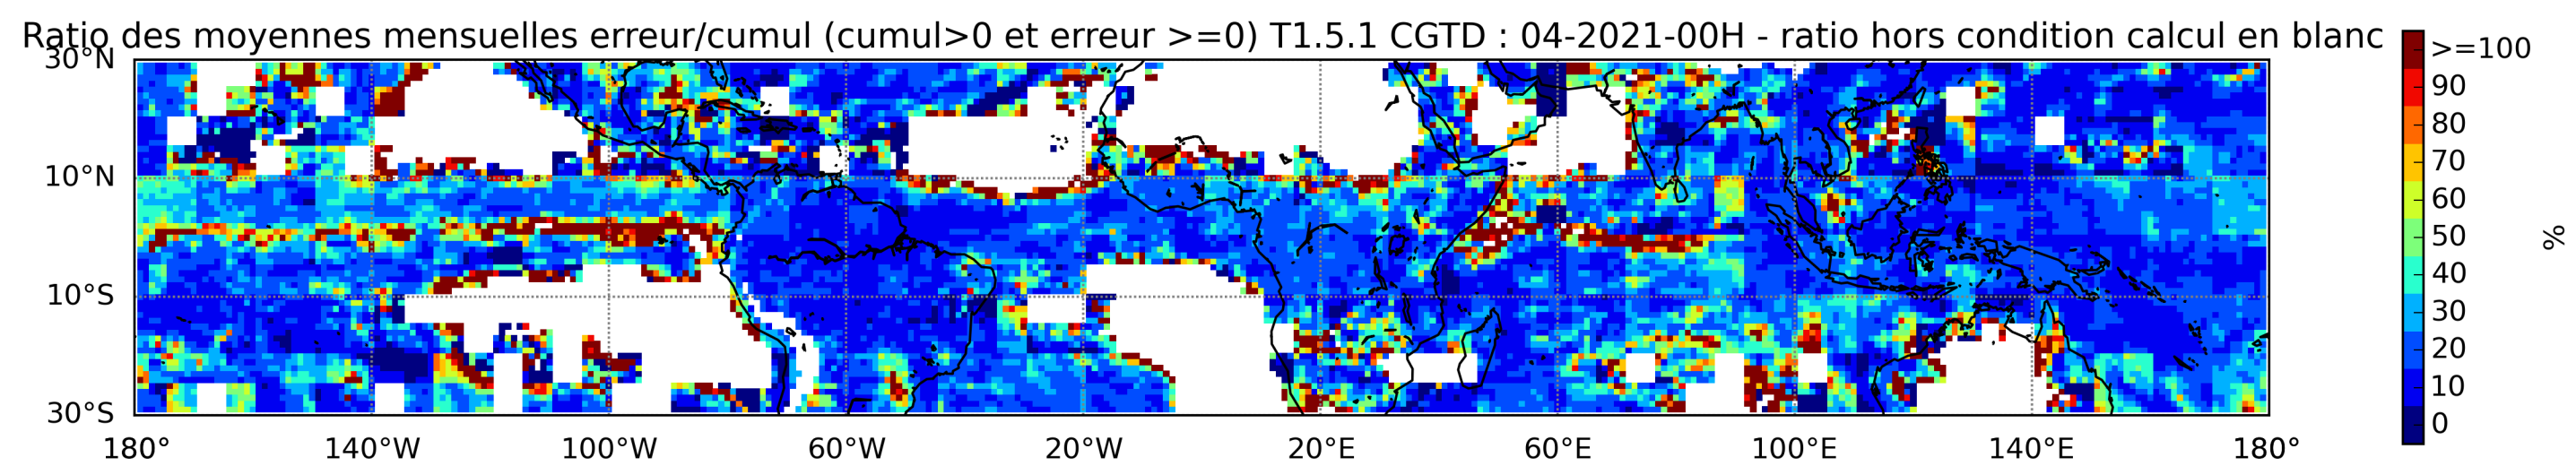 Ratio des moyennes mensuelles erreur/cumul (cumul>0 et erreur >=0) T1.5.1 CGTD : 04-2021-00H - ratio hors condition calcul en blanc
30°N
10°N
10°S
30°S
180° 140°W 100°W 60°W 20°W 20°E 60°E 100°E 140°E 180°
>=100
90
80
70
60
50
40
30
20
10
0
%